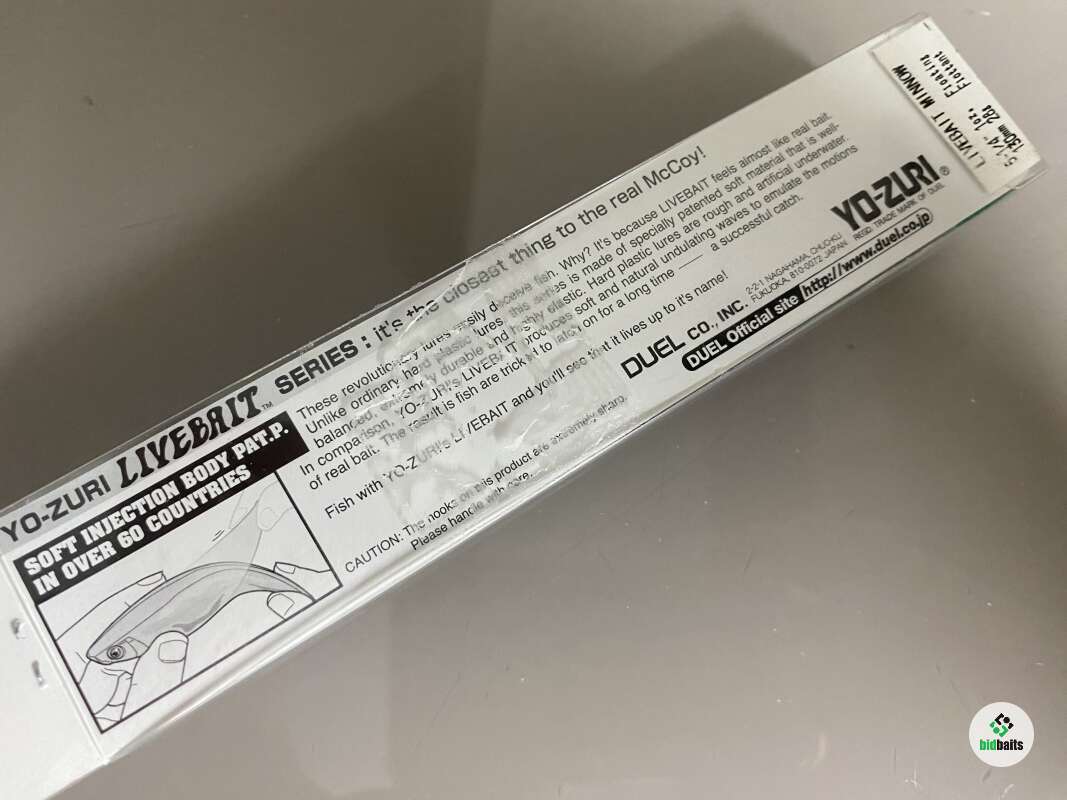 YO-ZURI LIVEBAIT™ SERIES : it's the closest thing to the real McCoy!
SOFT INJECTION BODY PAT.P.
IN OVER 60 COUNTRIES
These revolutionary lures easily deceive fish. Why? It's because LIVEBAIT feels almost like real bait.
Unlike ordinary hard plastic lures, this series is made of specially patented soft material that is well-
balanced, extremely durable and highly elastic. Hard plastic lures are rough and artificial underwater.
In comparison, YO-ZURI's LIVEBAIT produces soft and natural undulating waves to emulate the motions
of real bait. The result is fish are tricked to latch on for a long time —— a successful catch.
Fish with YO-ZURI's LIVEBAIT and you'll see that it lives up to it's name!
CAUTION: The hooks on this product are extremely sharp.
Please handle with care.
DUEL CO., INC.
2-2-1 NAGAHAMA, CHUOHKU
FUKUOKA, 810-0072 JAPAN
DUEL Official site http://www.duel.co.jp
YO-ZURI®
REGD TRADE MARK OF DUEL
LIVEBAIT MINNOW
5-1/4" 1oz, Floating
130mm 28g Flottant
bidbaits